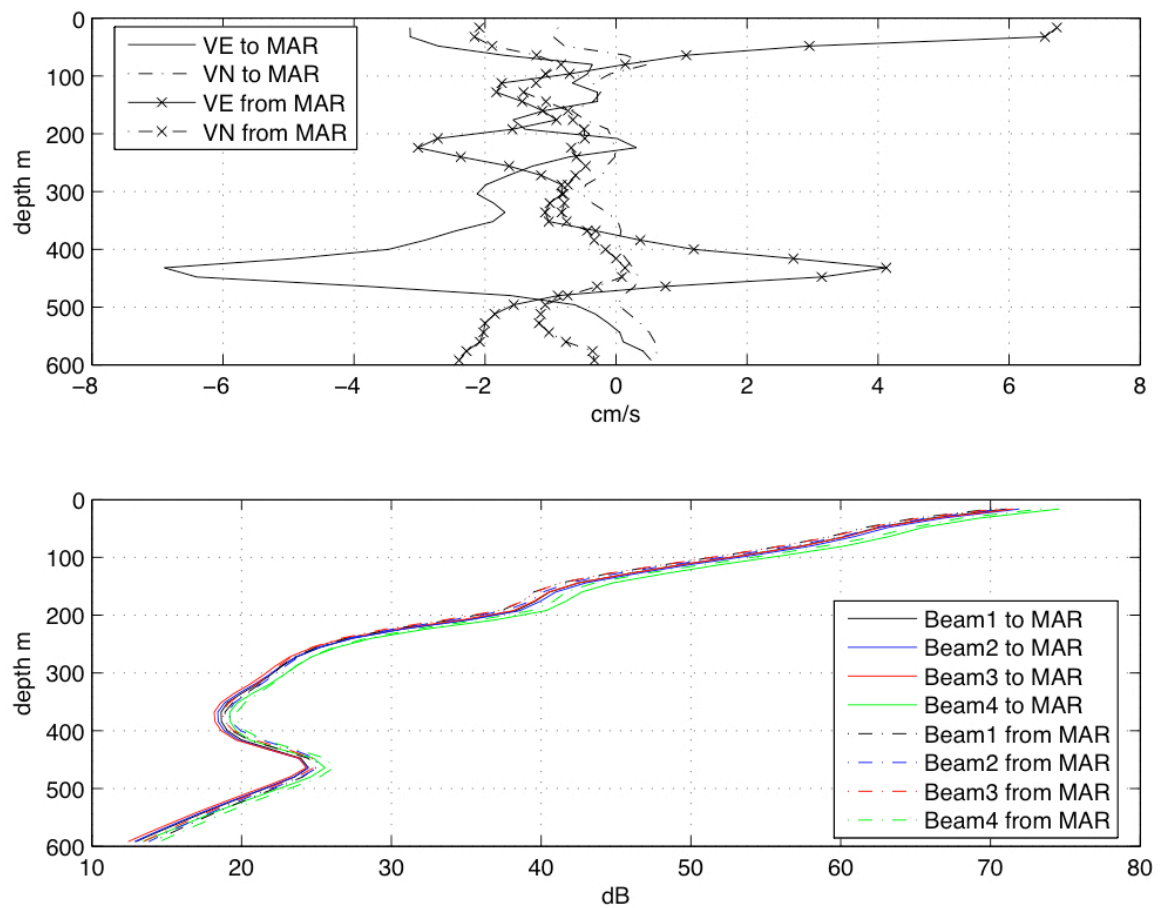 0
100
200
300
400
500
600
depth m
VE to MAR
VN to MAR
VE from MAR
VN from MAR
−8 −6 −4 −2 0 2 4 6 8
cm/s
0
100
200
300
400
500
600
depth m
Beam1 to MAR
Beam2 to MAR
Beam3 to MAR
Beam4 to MAR
Beam1 from MAR
Beam2 from MAR
Beam3 from MAR
Beam4 from MAR
10 20 30 40 50 60 70 80
dB